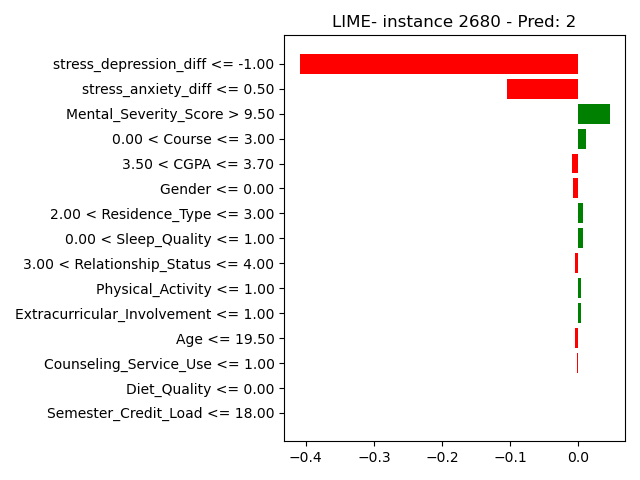 LIME- instance 2680 - Pred: 2
stress_depression_diff <= -1.00
stress_anxiety_diff <= 0.50
Mental_Severity_Score > 9.50
0.00 < Course <= 3.00
3.50 < CGPA <= 3.70
Gender <= 0.00
2.00 < Residence_Type <= 3.00
0.00 < Sleep_Quality <= 1.00
3.00 < Relationship_Status <= 4.00
Physical_Activity <= 1.00
Extracurricular_Involvement <= 1.00
Age <= 19.50
Counseling_Service_Use <= 1.00
Diet_Quality <= 0.00
Semester_Credit_Load <= 18.00
−0.4 −0.3 −0.2 −0.1 0.0